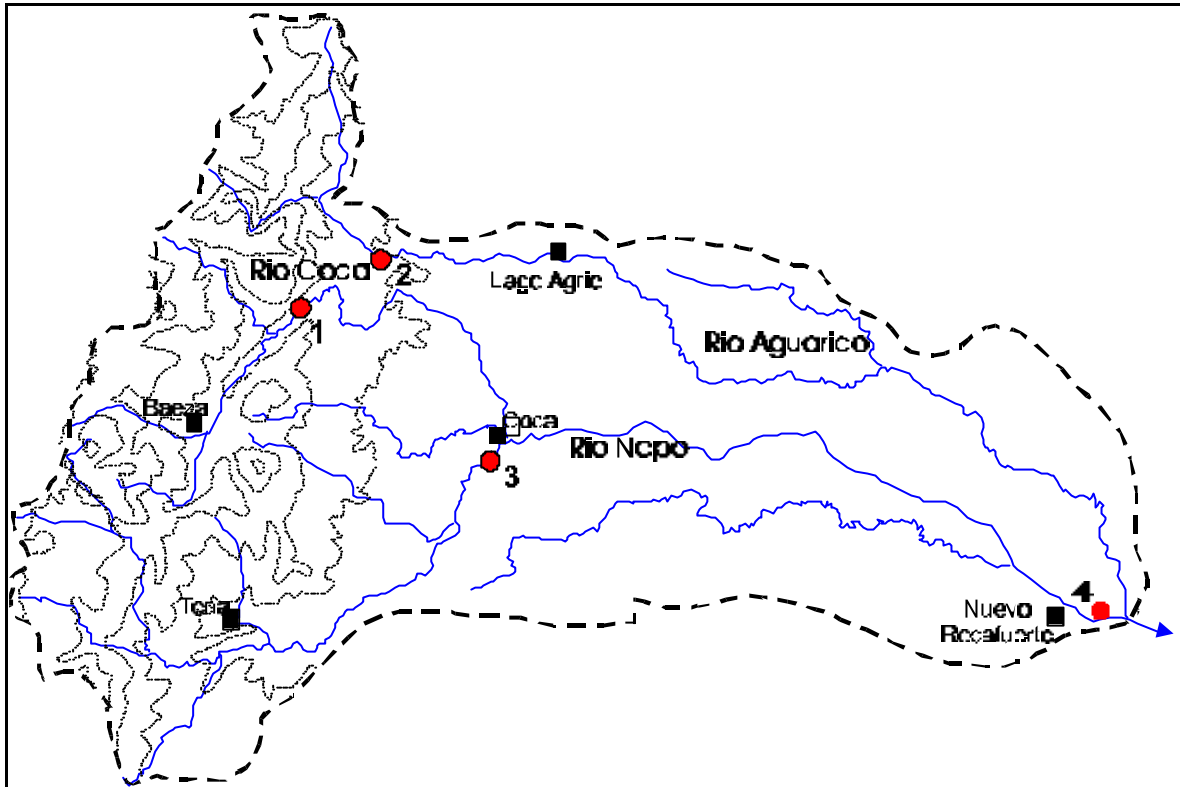 Rio Coca
2
Lago Agrio
1
Rio Aguarico
Baeza
Coca
Rio Napo
3
Tena
4
Nuevo
Rocafuerte